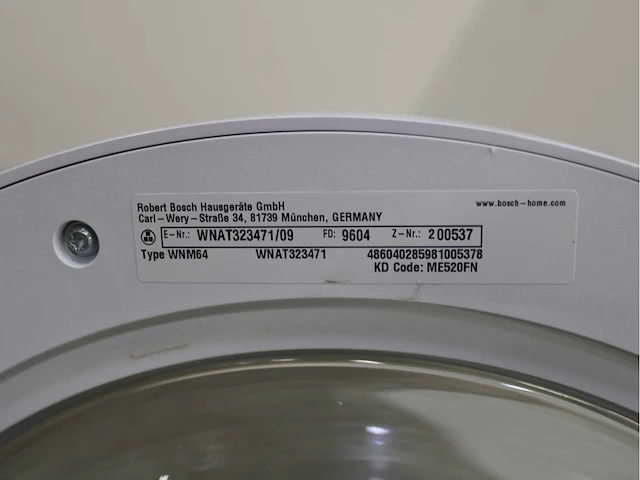 Robert Bosch Hausgeräte GmbH
www.bosch-home.com
Carl-Wery-Straße 34, 81739 München, GERMANY
E-Nr.: WNAT323471/09 FD: 9604 Z-Nr.: 200537
Type WNM64 WNAT323471 486040285981005378
KD Code: ME520FN